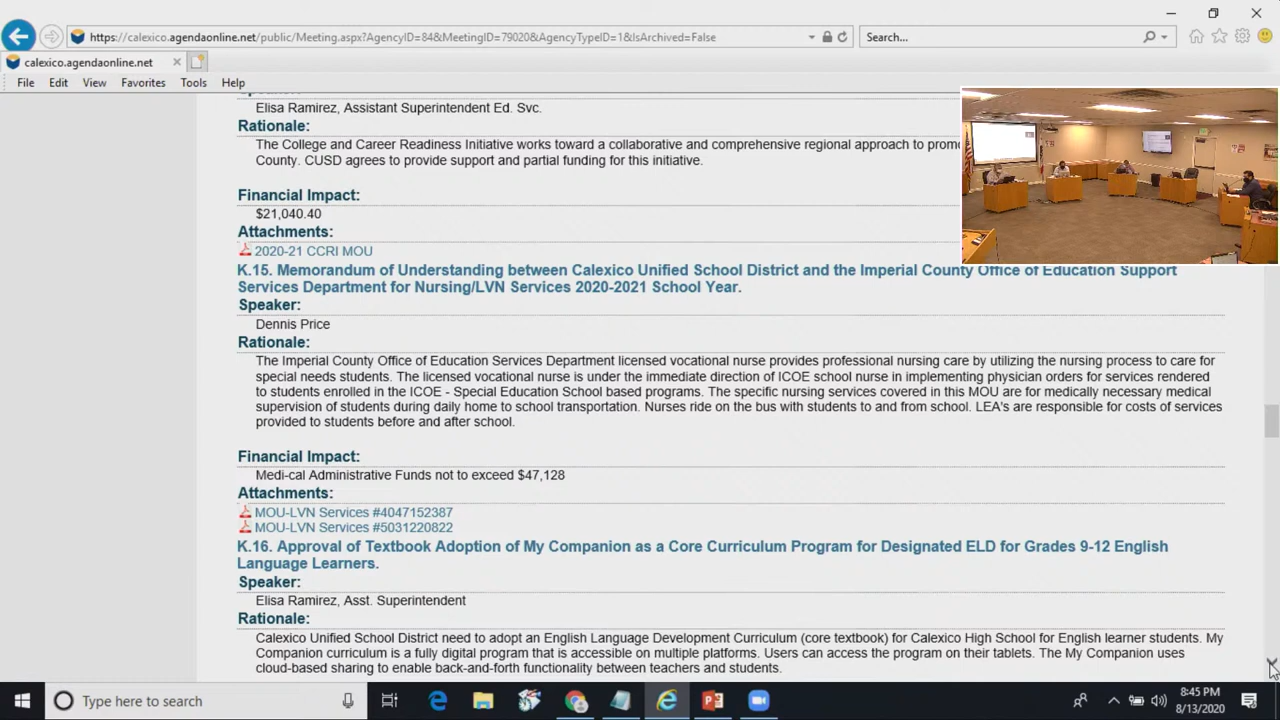 https://calexico.agendaonline.net/public/Meeting.aspx?AgencyID=84&MeetingID=79020&AgencyTypeID=1&IsArchived=False
Search...
calexico.agendaonline.net
File Edit View Favorites Tools Help
Elisa Ramirez, Assistant Superintendent Ed. Svc.
Rationale:
The College and Career Readiness Initiative works toward a collaborative and comprehensive regional approach to
County. CUSD agrees to provide support and partial funding for this initiative.
Financial Impact:
$21,040.40
Attachments:
2020-21 CCRI MOU
K.15. Memorandum of Understanding between Calexico Unified School District and the Imperial County Office of Education Support
Services Department for Nursing/LVN Services 2020-2021 School Year.
Speaker:
Dennis Price
Rationale:
The Imperial County Office of Education Services Department licensed vocational nurse provides professional nursing care by utilizing the nursing process to care for
special needs students. The licensed vocational nurse is under the immediate direction of ICOE school nurse in implementing physician orders for services rendered
to students enrolled in the ICOE - Special Education School based programs. The specific nursing services covered in this MOU are for medically necessary medical
supervision of students during daily home to school transportation. Nurses ride on the bus with students to and from school. LEA's are responsible for costs of services
provided to students before and after school.
Financial Impact:
Medi-cal Administrative Funds not to exceed $47,128
Attachments:
MOU-LVN Services #4047152387
MOU-LVN Services #5031220822
K.16. Approval of Textbook Adoption of My Companion as a Core Curriculum Program for Designated ELD for Grades 9-12 English
Language Learners.
Speaker:
Elisa Ramirez, Asst. Superintendent
Rationale:
Calexico Unified School District need to adopt an English Language Development Curriculum (core textbook) for Calexico High School for English learner students. My
Companion curriculum is a fully digital program that is accessible on multiple platforms. Users can access the program on their tablets. The My Companion uses
cloud-based sharing to enable back-and-forth functionality between teachers and students.
Type here to search
8:45 PM
8/13/2020